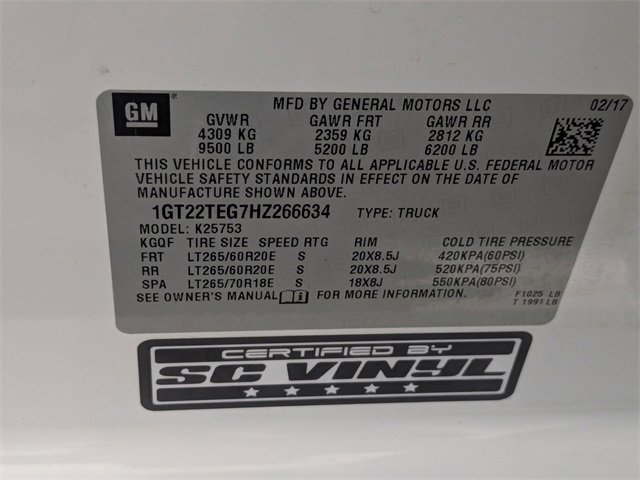 GM
MFD BY GENERAL MOTORS LLC 02/17
GVWR GAWR FRT GAWR RR
4309 KG 2359 KG 2812 KG
9500 LB 5200 LB 6200 LB
THIS VEHICLE CONFORMS TO ALL APPLICABLE U.S. FEDERAL MOTOR
VEHICLE SAFETY STANDARDS IN EFFECT ON THE DATE OF
MANUFACTURE SHOWN ABOVE.
1GT22TEG7HZ266634 TYPE: TRUCK
MODEL: K25753
KGQF TIRE SIZE SPEED RTG RIM COLD TIRE PRESSURE
FRT LT265/60R20E S 20X8.5J 420KPA(60PSI)
RR LT265/60R20E S 20X8.5J 520KPA(75PSI)
SPA LT265/70R18E S 18X8J 550KPA(80PSI)
SEE OWNER'S MANUAL FOR MORE INFORMATION F1025 LB
T 1991 LB
CERTIFIED BY
SC VINYL